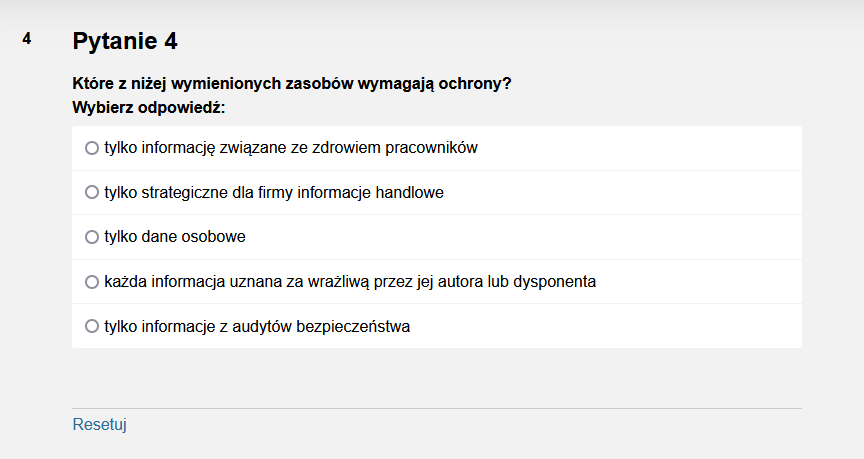 4
Pytanie 4
Które z niżej wymienionych zasobów wymagają ochrony?
Wybierz odpowiedź:
tylko informację związane ze zdrowiem pracowników
tylko strategiczne dla firmy informacje handlowe
tylko dane osobowe
każda informacja uznana za wrażliwą przez jej autora lub dysponenta
tylko informacje z audytów bezpieczeństwa
Resetuj